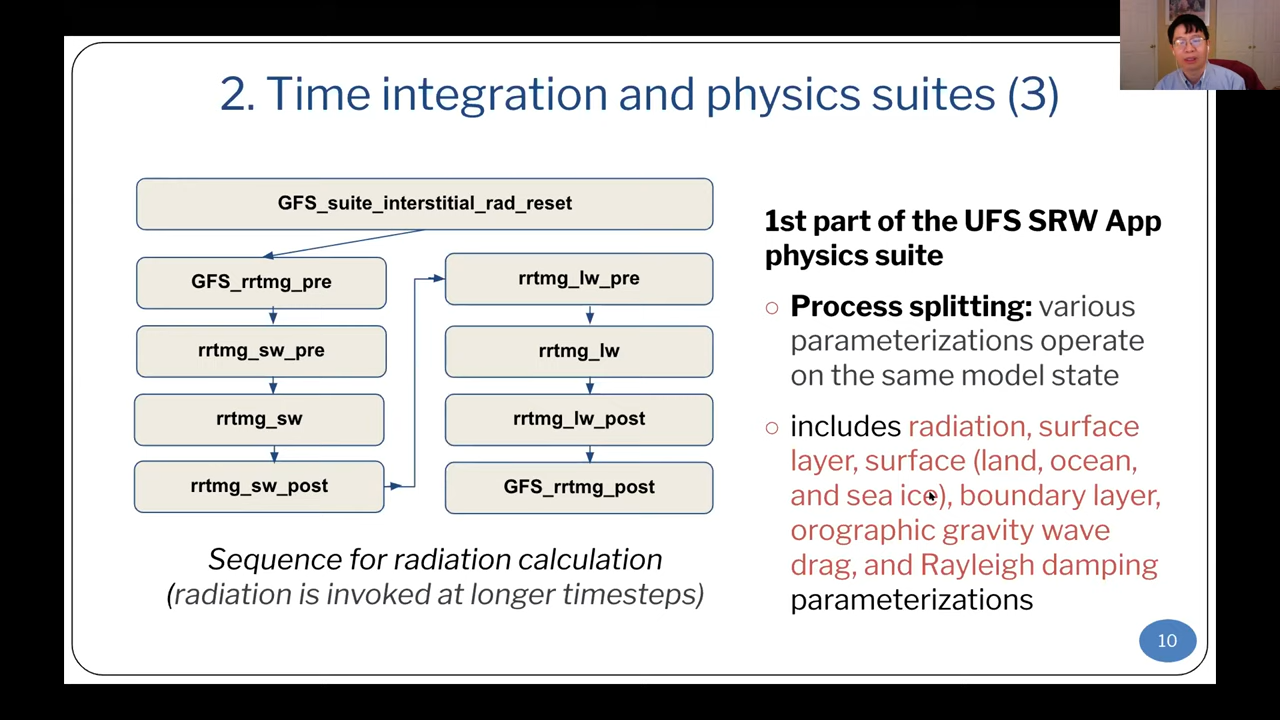 2. Time integration and physics suites (3)
GFS_suite_interstitial_rad_reset
GFS_rrtmg_pre
rrtmg_sw_pre
rrtmg_sw
rrtmg_sw_post
rrtmg_lw_pre
rrtmg_lw
rrtmg_lw_post
GFS_rrtmg_post
Sequence for radiation calculation
(radiation is invoked at longer timesteps)
1st part of the UFS SRW App
physics suite
○ Process splitting: various
parameterizations operate
on the same model state
○ includes radiation, surface
layer, surface (land, ocean,
and sea ice), boundary layer,
orographic gravity wave
drag, and Rayleigh damping
parameterizations
10